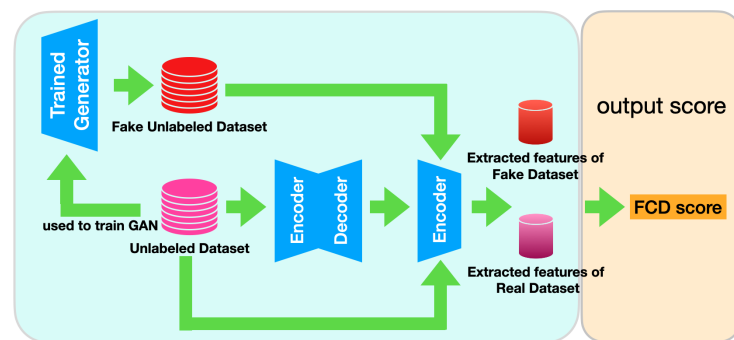 Trained
Generator
Fake Unlabeled Dataset
used to train GAN
Unlabeled Dataset
Encoder
Decoder
Encoder
Extracted features of
Fake Dataset
Extracted features of
Real Dataset
output score
FCD score